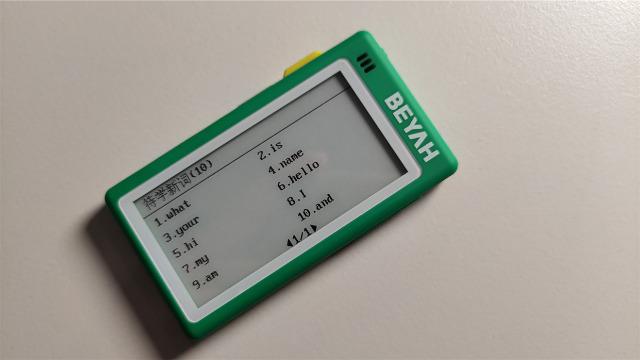 BEYAH
待学新词(10)
1.what 2.is
3.your 4.name
5.hi 6.hello
7.my 8.I
9.am 10.and
◀1/1▶